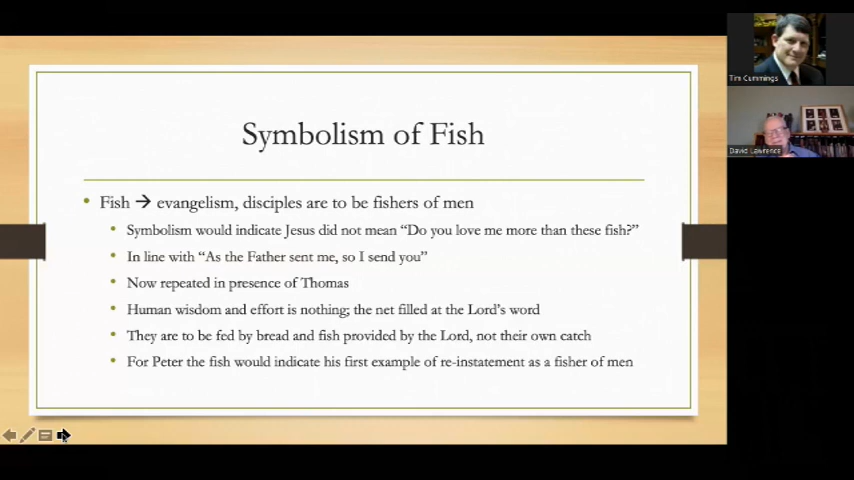 Symbolism of Fish
• Fish → evangelism, disciples are to be fishers of men
• Symbolism would indicate Jesus did not mean “Do you love me more than these fish?”
• In line with “As the Father sent me, so I send you”
• Now repeated in presence of Thomas
• Human wisdom and effort is nothing; the net filled at the Lord’s word
• They are to be fed by bread and fish provided by the Lord, not their own catch
• For Peter the fish would indicate his first example of re-instatement as a fisher of men
Tim Cummings
David Lawrence